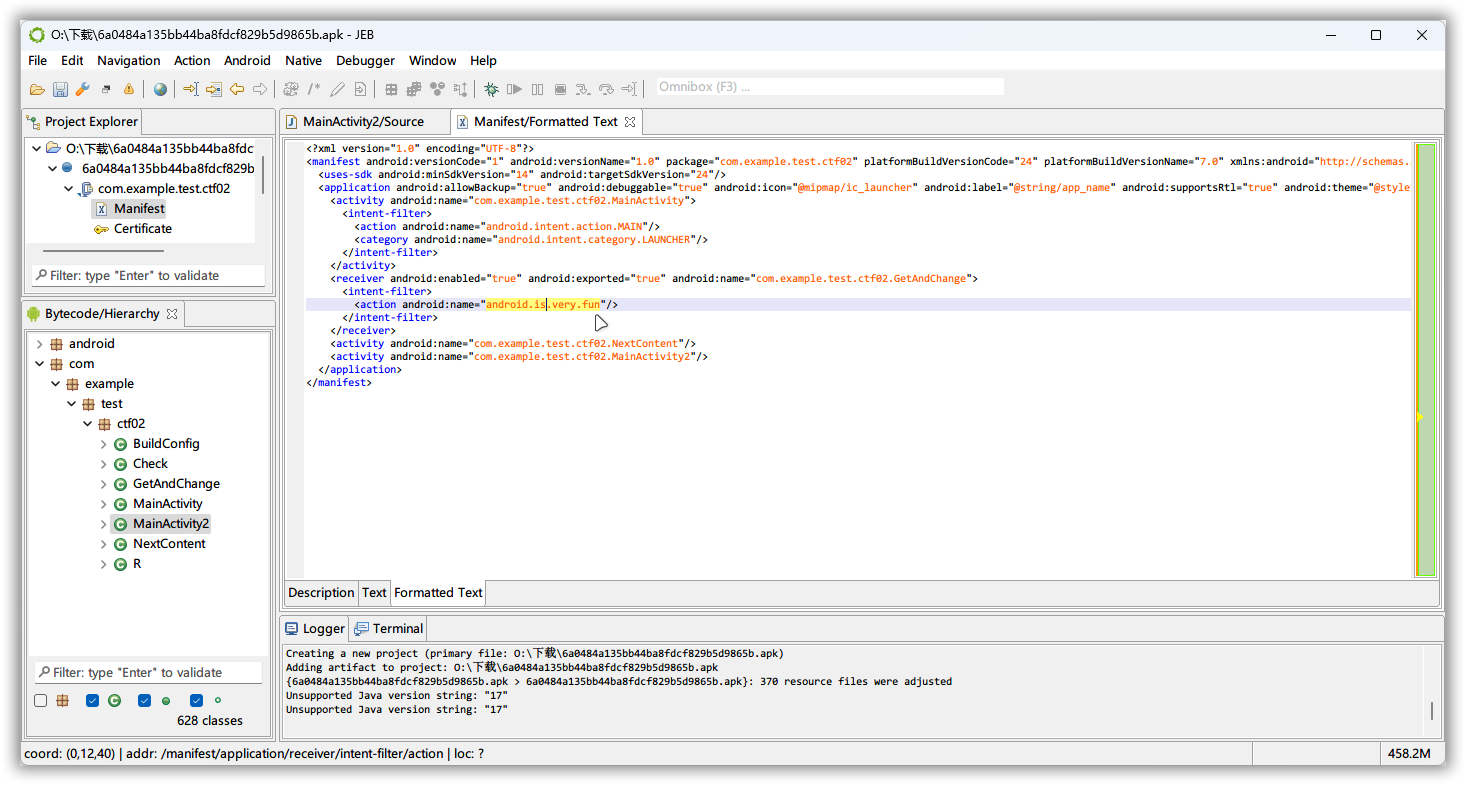 O:\下载\6a0484a135bb44ba8fdcf829b5d9865b.apk - JEB
File Edit Navigation Action Android Native Debugger Window Help
Omnibox (F3) ...
Project Explorer
O:\下载\6a0484a135bb44ba8fdc
6a0484a135bb44ba8fdcf829b
com.example.test.ctf02
Manifest
Certificate
Filter: type "Enter" to validate
Bytecode/Hierarchy
android
com
example
test
ctf02
BuildConfig
Check
GetAndChange
MainActivity
MainActivity2
NextContent
R
Filter: type "Enter" to validate
628 classes
MainActivity2/Source
Manifest/Formatted Text
<?xml version="1.0" encoding="UTF-8"?>
<manifest android:versionCode="1" android:versionName="1.0" package="com.example.test.ctf02" platformBuildVersionCode="24" platformBuildVersionName="7.0" xmlns:android="http://schemas.
<uses-sdk android:minSdkVersion="14" android:targetSdkVersion="24"/>
<application android:allowBackup="true" android:debuggable="true" android:icon="@mipmap/ic_launcher" android:label="@string/app_name" android:supportsRtl="true" android:theme="@style
<activity android:name="com.example.test.ctf02.MainActivity">
<intent-filter>
<action android:name="android.intent.action.MAIN"/>
<category android:name="android.intent.category.LAUNCHER"/>
</intent-filter>
</activity>
<receiver android:enabled="true" android:exported="true" android:name="com.example.test.ctf02.GetAndChange">
<intent-filter>
<action android:name="android.is.very.fun"/>
</intent-filter>
</receiver>
<activity android:name="com.example.test.ctf02.NextContent"/>
<activity android:name="com.example.test.ctf02.MainActivity2"/>
</application>
</manifest>
Description Text Formatted Text
Logger Terminal
Creating a new project (primary file: O:\下载\6a0484a135bb44ba8fdcf829b5d9865b.apk)
Adding artifact to project: O:\下载\6a0484a135bb44ba8fdcf829b5d9865b.apk
{6a0484a135bb44ba8fdcf829b5d9865b.apk > 6a0484a135bb44ba8fdcf829b5d9865b.apk}: 370 resource files were adjusted
Unsupported Java version string: "17"
Unsupported Java version string: "17"
coord: (0,12,40) | addr: /manifest/application/receiver/intent-filter/action | loc: ?
458.2M